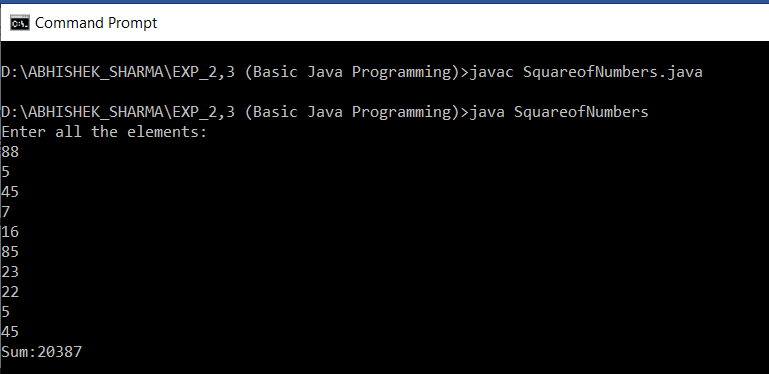 Command Prompt
D:\ABHISHEK_SHARMA\EXP_2,3 (Basic Java Programming)>javac SquareofNumbers.java
D:\ABHISHEK_SHARMA\EXP_2,3 (Basic Java Programming)>java SquareofNumbers
Enter all the elements:
88
5
45
7
16
85
23
22
5
45
Sum:20387